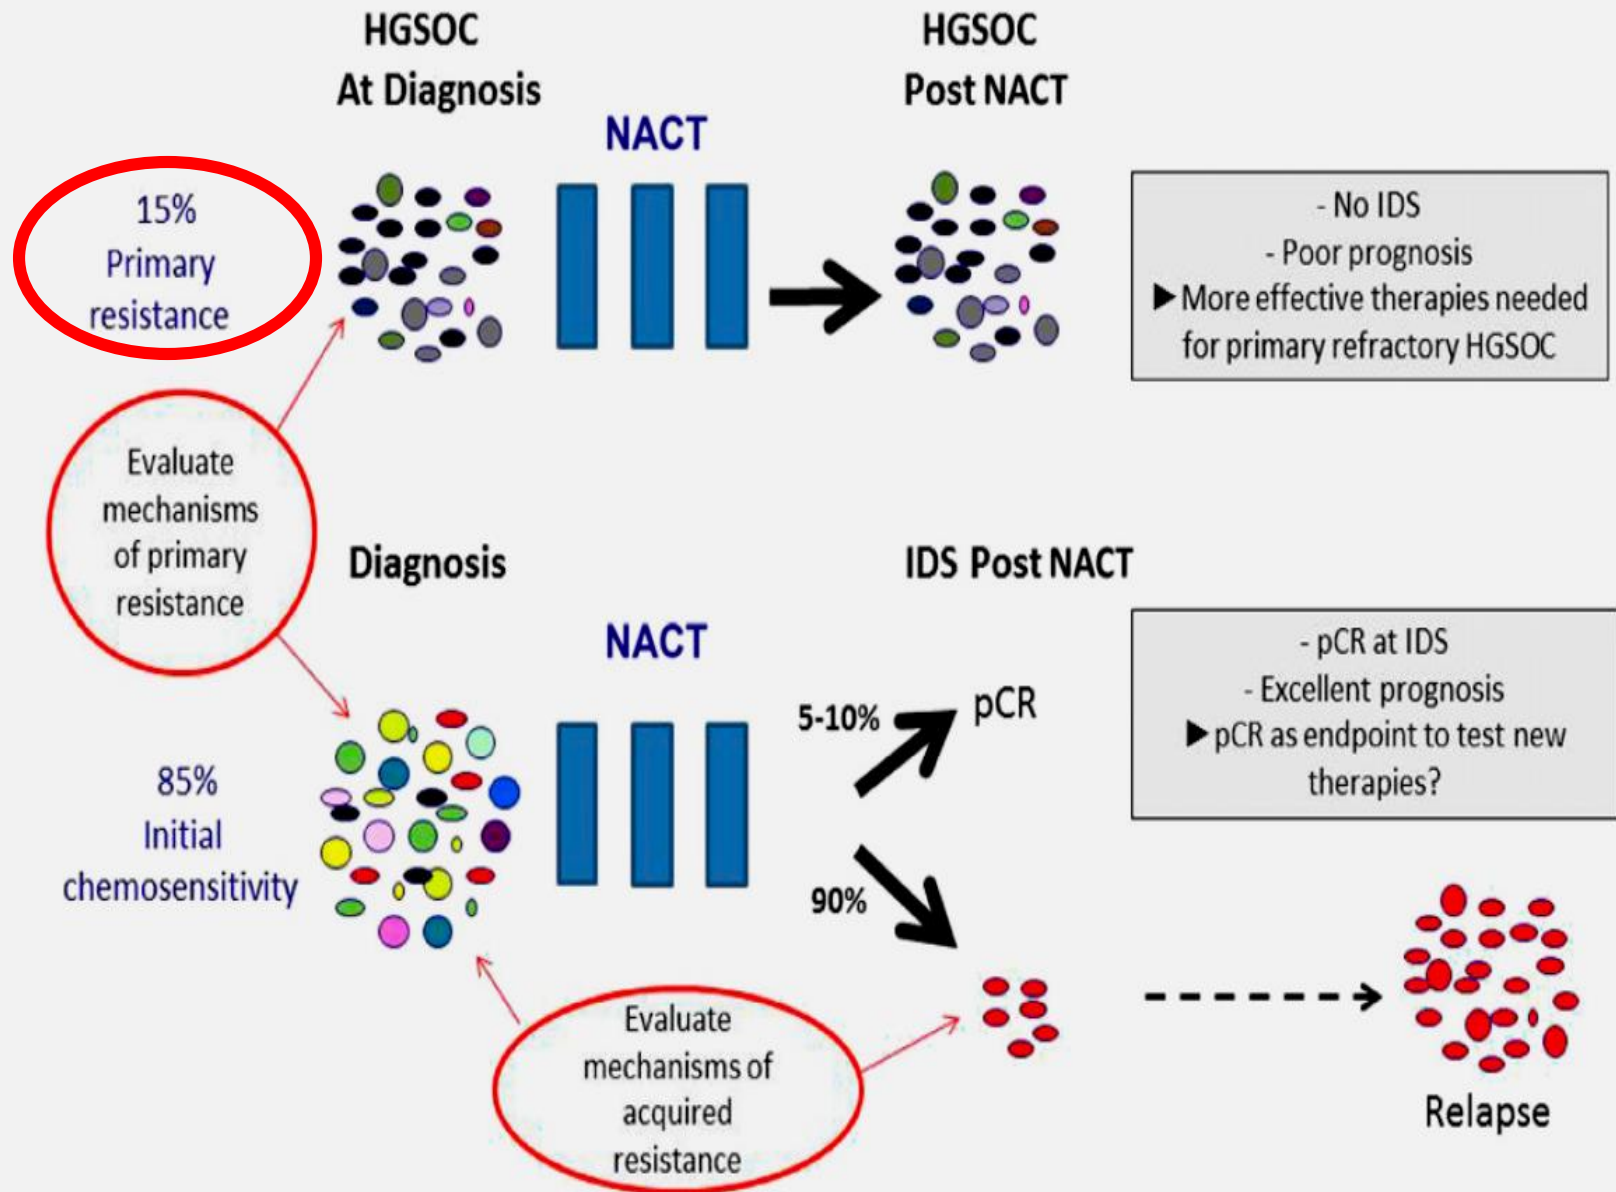 HGSOC
At Diagnosis
HGSOC
Post NACT
NACT
15%
Primary
resistance
- No IDS
- Poor prognosis
▶More effective therapies needed
for primary refractory HGSOC
Evaluate
mechanisms
of primary
resistance
Diagnosis
IDS Post NACT
NACT
85%
Initial
chemosensitivity
5-10%
pCR
90%
- pCR at IDS
- Excellent prognosis
▶pCR as endpoint to test new
therapies?
Evaluate
mechanisms of
acquired
resistance
Relapse